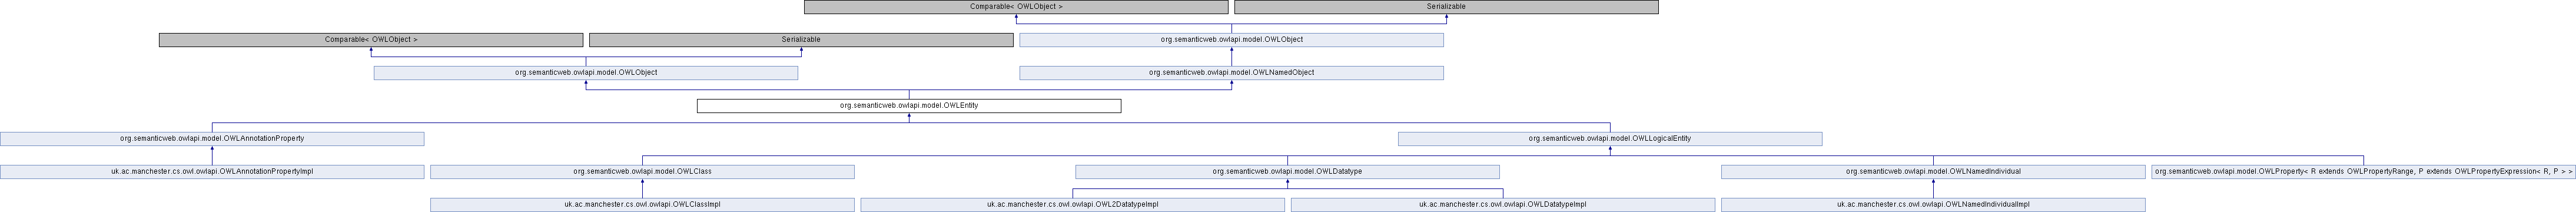 Comparable< OWLObject >
Serializable
Comparable< OWLObject >
Serializable
org.semanticweb.owlapi.model.OWLObject
org.semanticweb.owlapi.model.OWLObject
org.semanticweb.owlapi.model.OWLNamedObject
org.semanticweb.owlapi.model.OWLEntity
org.semanticweb.owlapi.model.OWLAnnotationProperty
org.semanticweb.owlapi.model.OWLLogicalEntity
uk.ac.manchester.cs.owl.owlapi.OWLAnnotationPropertyImpl
org.semanticweb.owlapi.model.OWLClass
org.semanticweb.owlapi.model.OWLDatatype
org.semanticweb.owlapi.model.OWLNamedIndividual
org.semanticweb.owlapi.model.OWLProperty< R extends OWLPropertyRange, P extends OWLPropertyExpression< R, P > >
uk.ac.manchester.cs.owl.owlapi.OWLClassImpl
uk.ac.manchester.cs.owl.owlapi.OWL2DatatypeImpl
uk.ac.manchester.cs.owl.owlapi.OWLDatatypeImpl
uk.ac.manchester.cs.owl.owlapi.OWLNamedIndividualImpl